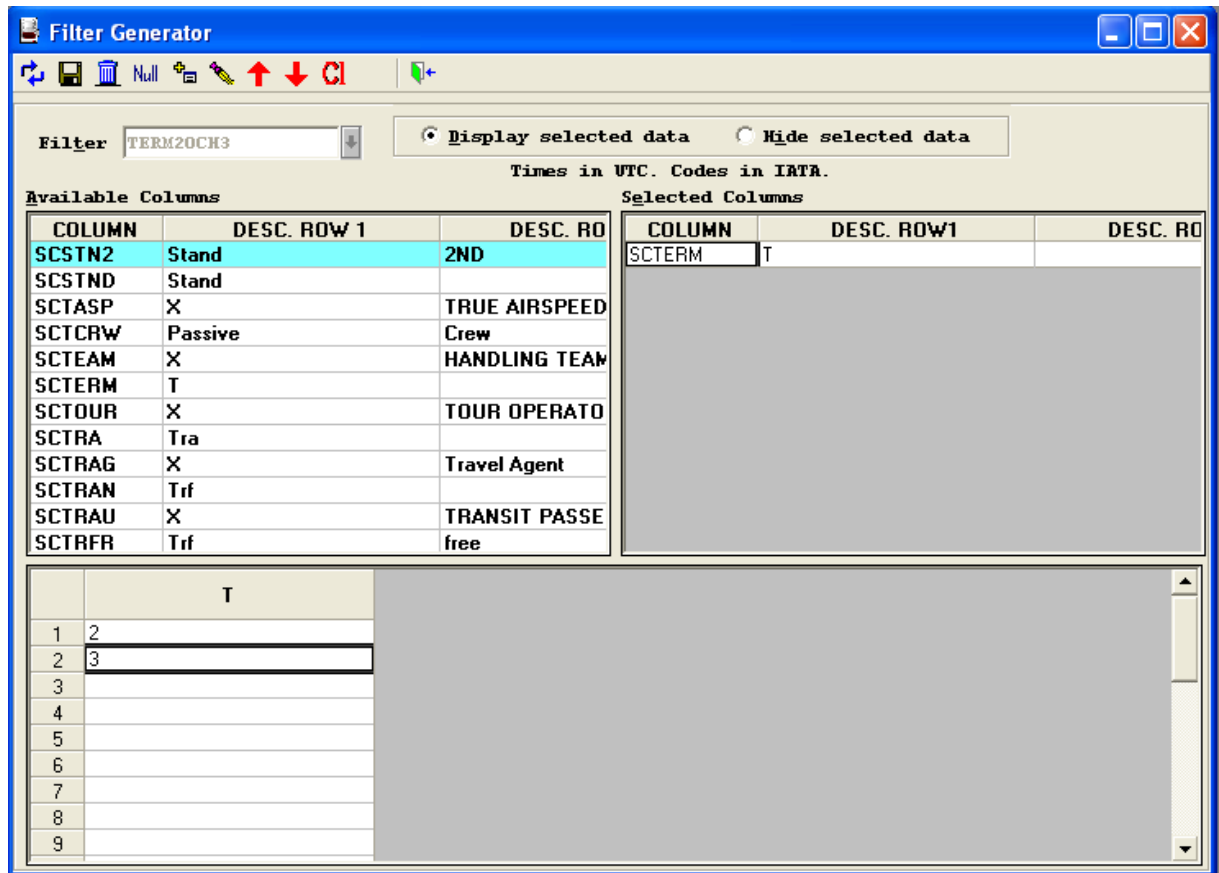 Filter Generator
Null Cl
Filter TERM2OCH3 Display selected data Hide selected data
Times in UTC. Codes in IATA.
Available Columns Selected Columns
COLUMN DESC. ROW 1 DESC. RO COLUMN DESC. ROW1 DESC. RO
SCSTN2 Stand 2ND SCTERM T
SCSTND Stand
SCTASP X TRUE AIRSPEED
SCTCRW Passive Crew
SCTEAM X HANDLING TEAM
SCTERM T
SCTOUR X TOUR OPERATO
SCTRA Tra
SCTRAG X Travel Agent
SCTRAN Trf
SCTRAU X TRANSIT PASSE
SCTRFR Trf free
T
1 2
2 3
3
4
5
6
7
8
9